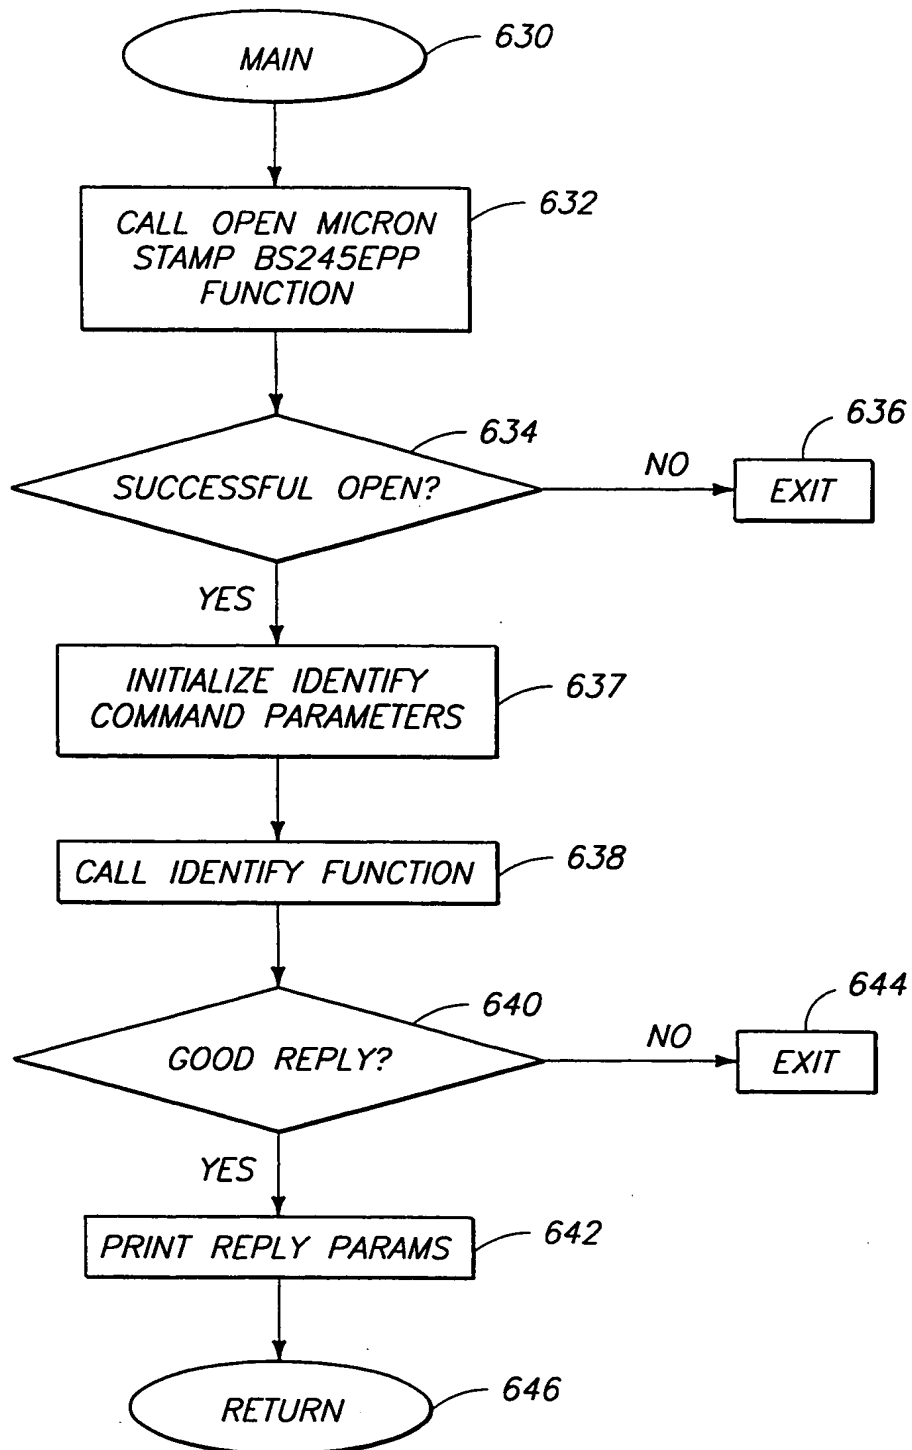 MAIN
630
CALL OPEN MICRON
STAMP BS245EPP
FUNCTION
632
SUCCESSFUL OPEN?
634
NO
EXIT
636
YES
INITIALIZE IDENTIFY
COMMAND PARAMETERS
637
CALL IDENTIFY FUNCTION
638
GOOD REPLY?
640
NO
EXIT
644
YES
PRINT REPLY PARAMS
642
RETURN
646